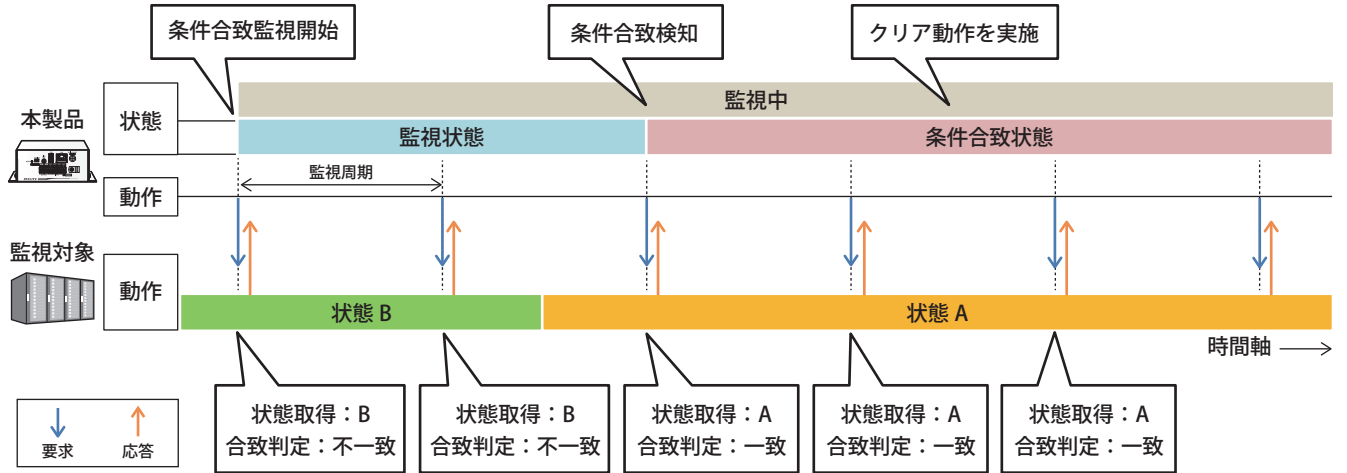 条件合致監視開始
条件合致検知
クリア動作を実施
本製品
状態
監視中
監視状態
条件合致状態
監視周期
動作
監視対象
動作
状態 B
状態 A
時間軸
状態取得：B
合致判定：不一致
状態取得：B
合致判定：不一致
状態取得：A
合致判定：一致
状態取得：A
合致判定：一致
状態取得：A
合致判定：一致
要求
応答